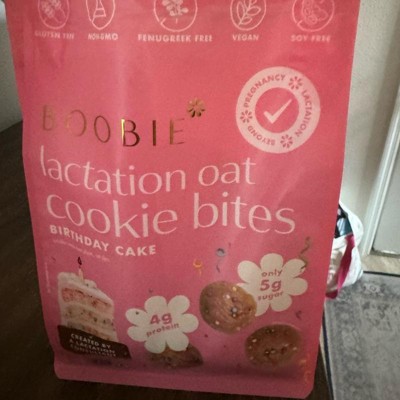 GLUTEN FREE
NON-GMO
FENUGREEK FREE
VEGAN
SOY FREE
PREGNANCY
LACTATION
BEYOND
BOOBIE
lactation oat
cookie bites
BIRTHDAY CAKE
only
5g
sugar
4g
protein
CREATED BY
A LACTATION